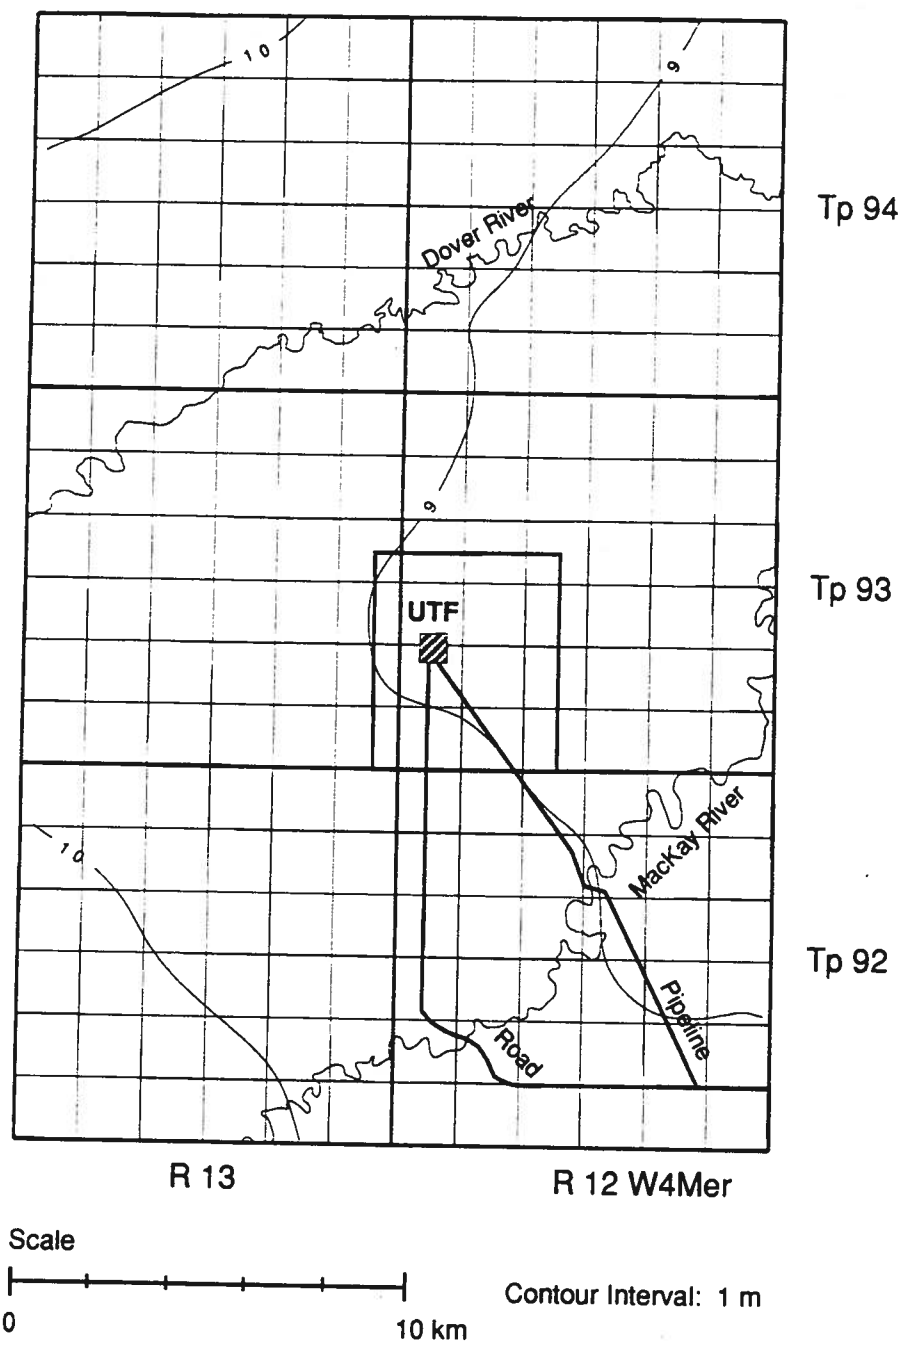 10
9
Tp 94
Dover River
9
Tp 93
UTF
MacKay River
10
Tp 92
Pipeline
Road
R 13
R 12 W4Mer
Scale
Contour Interval: 1 m
0
10 km